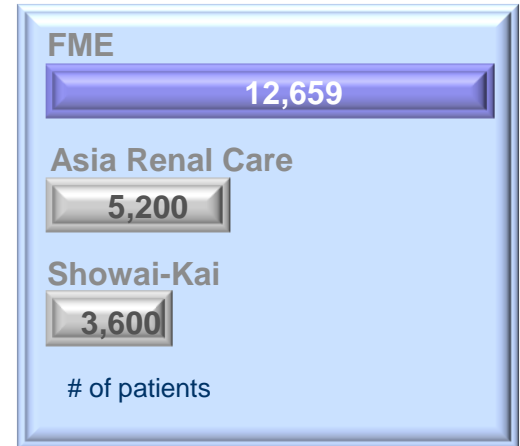 FME
12,659
Asia Renal Care
5,200
Showai-Kai
3,600
# of patients